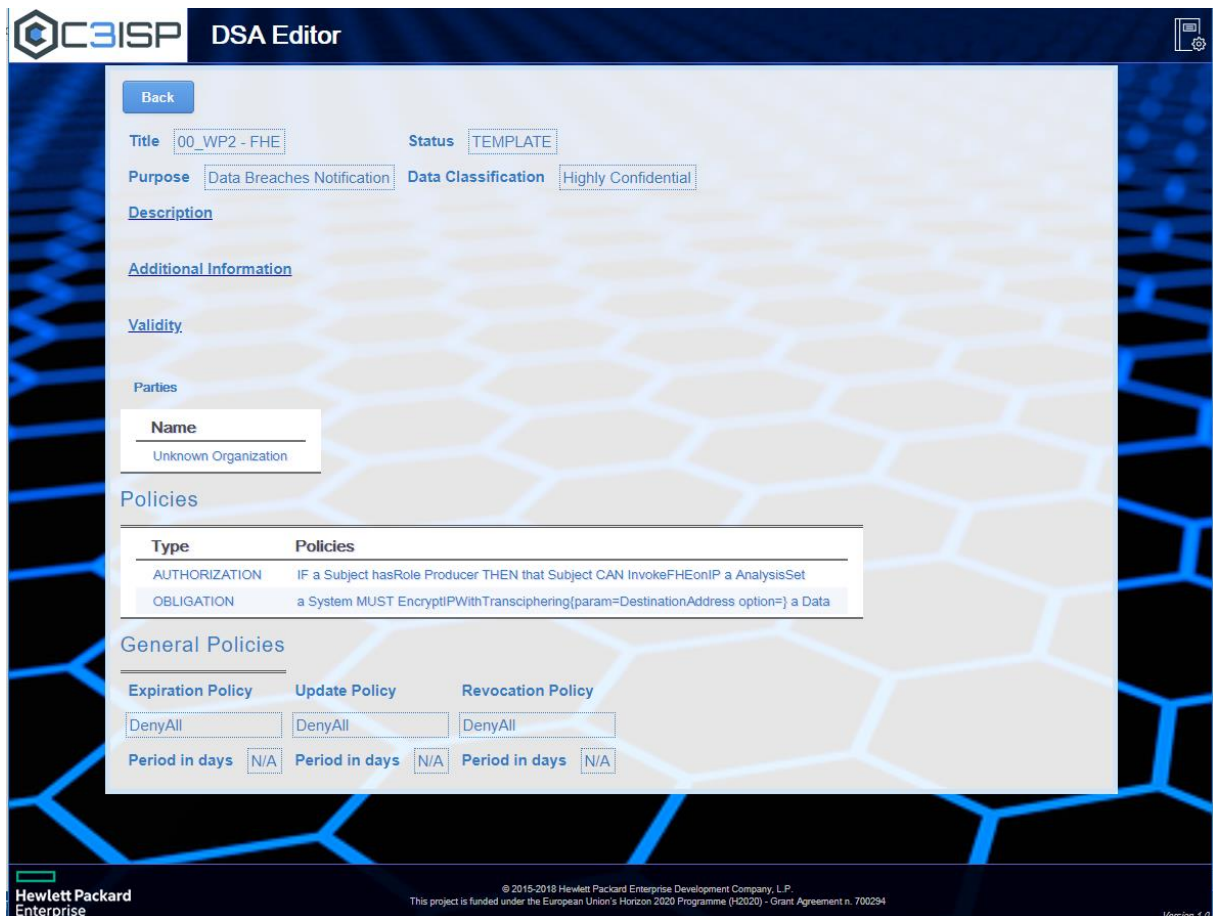 C3ISP DSA Editor
Back
Title 00_WP2 - FHE Status TEMPLATE
Purpose Data Breaches Notification Data Classification Highly Confidential
Description
Additional Information
Validity
Parties
Name
Unknown Organization
Policies
Type Policies
AUTHORIZATION IF a Subject hasRole Producer THEN that Subject CAN InvokeFHEonIP a AnalysisSet
OBLIGATION a System MUST EncryptIPWithTransciphering{param=DestinationAddress option=} a Data
General Policies
Expiration Policy Update Policy Revocation Policy
DenyAll DenyAll DenyAll
Period in days N/A Period in days N/A Period in days N/A
Hewlett Packard
Enterprise
© 2015-2018 Hewlett Packard Enterprise Development Company, L.P.
This project is funded under the European Union's Horizon 2020 Programme (H2020) - Grant Agreement n. 700294
Version 1.0